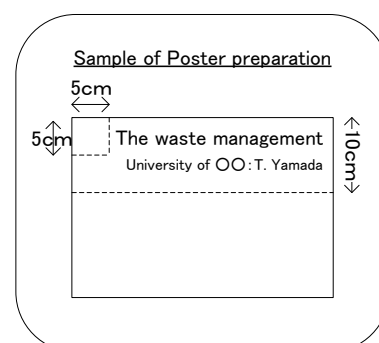 Sample of Poster preparation
5cm
5cm
The waste management
University of ○○:T. Yamada
10cm